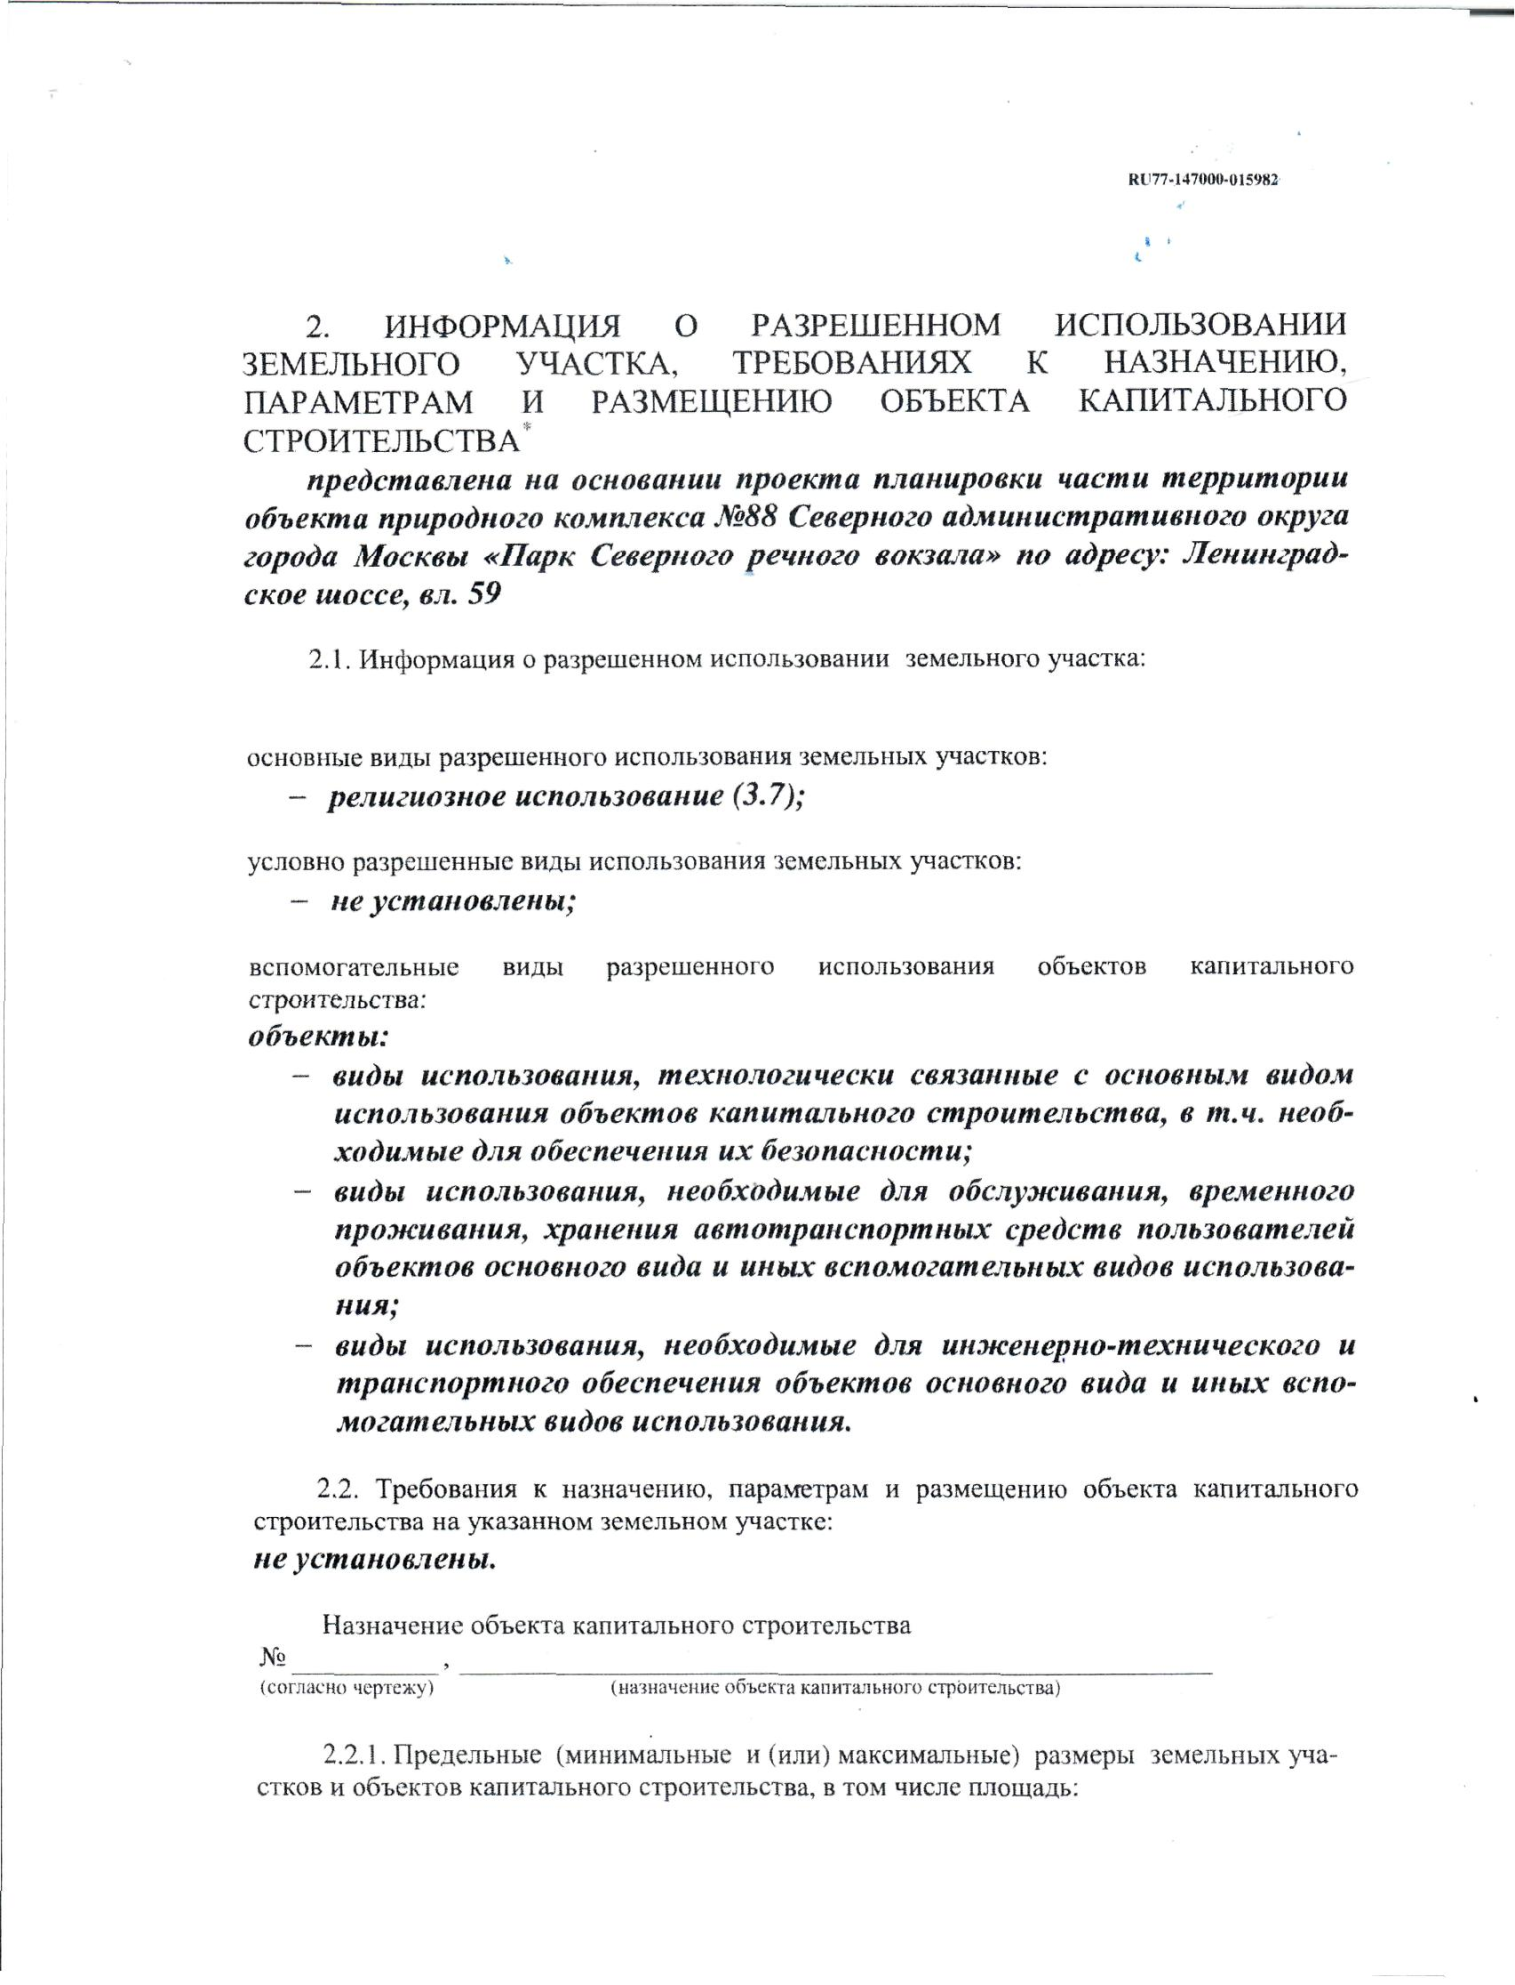 RU77-147000-015982
2. ИНФОРМАЦИЯ О РАЗРЕШЕННОМ ИСПОЛЬЗОВАНИИ
ЗЕМЕЛЬНОГО УЧАСТКА, ТРЕБОВАНИЯХ К НАЗНАЧЕНИЮ,
ПАРАМЕТРАМ И РАЗМЕЩЕНИЮ ОБЪЕКТА КАПИТАЛЬНОГО
СТРОИТЕЛЬСТВА*
представлена на основании проекта планировки части территории
объекта природного комплекса №88 Северного административного округа
города Москвы «Парк Северного речного вокзала» по адресу: Ленинград-
ское шоссе, вл. 59
2.1. Информация о разрешенном использовании земельного участка:
основные виды разрешенного использования земельных участков:
– религиозное использование (3.7);
условно разрешенные виды использования земельных участков:
– не установлены;
вспомогательные виды разрешенного использования объектов капитального
строительства:
объекты:
– виды использования, технологически связанные с основным видом
использования объектов капитального строительства, в т.ч. необ-
ходимые для обеспечения их безопасности;
– виды использования, необходимые для обслуживания, временного
проживания, хранения автотранспортных средств пользователей
объектов основного вида и иных вспомогательных видов использова-
ния;
– виды использования, необходимые для инженерно-технического и
транспортного обеспечения объектов основного вида и иных вспо-
могательных видов использования.
2.2. Требования к назначению, параметрам и размещению объекта капитального
строительства на указанном земельном участке:
не установлены.
Назначение объекта капитального строительства
№ __________ , __________________________________________________
(согласно чертежу) (назначение объекта капитального строительства)
2.2.1. Предельные (минимальные и (или) максимальные) размеры земельных уча-
стков и объектов капитального строительства, в том числе площадь: